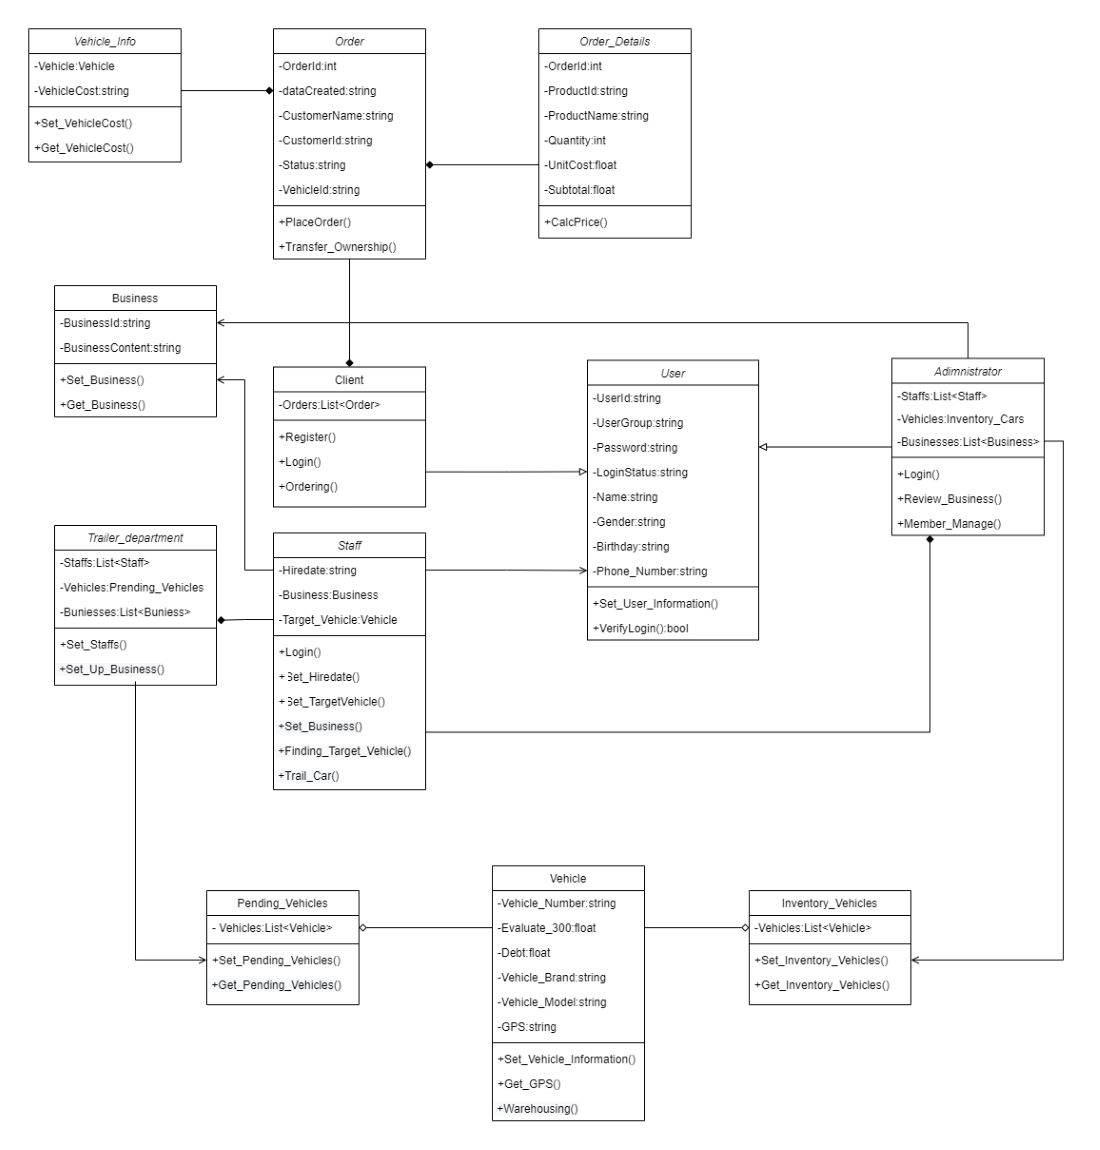 Vehicle_Info
-Vehicle:Vehicle
-VehicleCost:string
+Set_VehicleCost()
+Get_VehicleCost()
Order
-OrderId:int
-dataCreated:string
-CustomerName:string
-CustomerId:string
-Status:string
-VehicleId:string
+PlaceOrder()
+Transfer_Ownership()
Order_Details
-OrderId:int
-ProductId:string
-ProductName:string
-Quantity:int
-UnitCost:float
-Subtotal:float
+CalcPrice()
Business
-BusinessId:string
-BusinessContent:string
+Set_Business()
+Get_Business()
Client
-Orders:List<Order>
+Register()
+Login()
+Ordering()
User
-UserId:string
-UserGroup:string
-Password:string
-LoginStatus:string
-Name:string
-Gender:string
-Birthday:string
-Phone_Number:string
+Set_User_Information()
+VerifyLogin():bool
Adimnistrator
-Staffs:List<Staff>
-Vehicles:Inventory_Cars
-Businesses:List<Business>
+Login()
+Review_Business()
+Member_Manage()
Trailer_department
-Staffs:List<Staff>
-Vehicles:Prending_Vehicles
-Buniesses:List<Buniess>
+Set_Staffs()
+Set_Up_Business()
Staff
-Hiredate:string
-Business:Business
-Target_Vehicle:Vehicle
+Login()
+Set_Hiredate()
+Set_TargetVehicle()
+Set_Business()
+Finding_Target_Vehicle()
+Trail_Car()
Pending_Vehicles
- Vehicles:List<Vehicle>
+Set_Pending_Vehicles()
+Get_Pending_Vehicles()
Vehicle
-Vehicle_Number:string
-Evaluate_300:float
-Debt:float
-Vehicle_Brand:string
-Vehicle_Model:string
-GPS:string
+Set_Vehicle_Information()
+Get_GPS()
+Warehousing()
Inventory_Vehicles
-Vehicles:List<Vehicle>
+Set_Inventory_Vehicles()
+Get_Inventory_Vehicles()